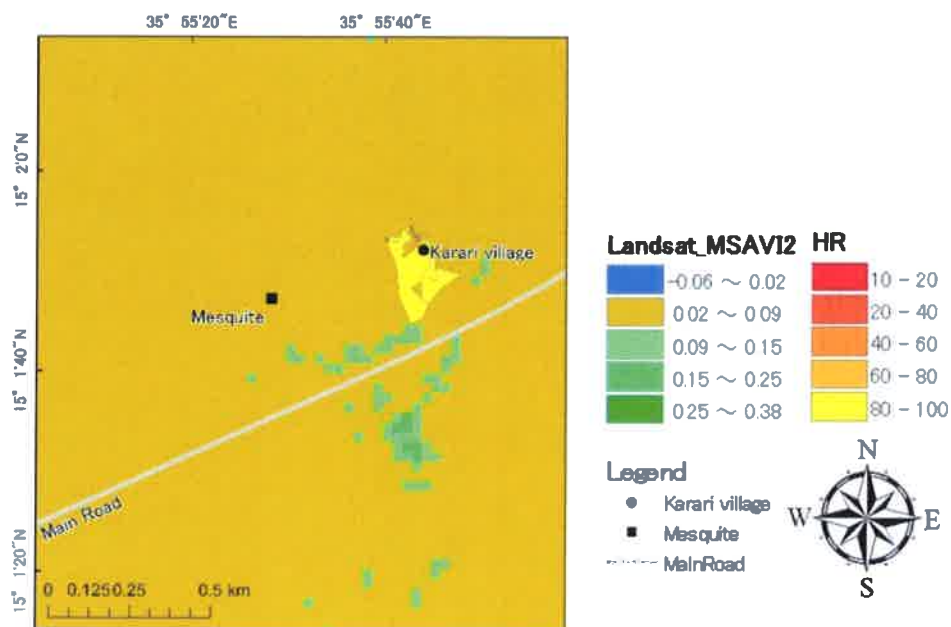 35° 55'20"E 35° 55'40"E
15° 2'0"N
15° 1'40"N
15° 1'20"N
Karari village
Mesquite
Main Road
0 0.125 0.25 0.5 km
Landsat_MSAVI2
-0.06 ～ 0.02
0.02 ～ 0.09
0.09 ～ 0.15
0.15 ～ 0.25
0.25 ～ 0.38
HR
10 - 20
20 - 40
40 - 60
60 - 80
80 - 100
Legend
Karari village
Mesquite
MainRoad
N
W E
S